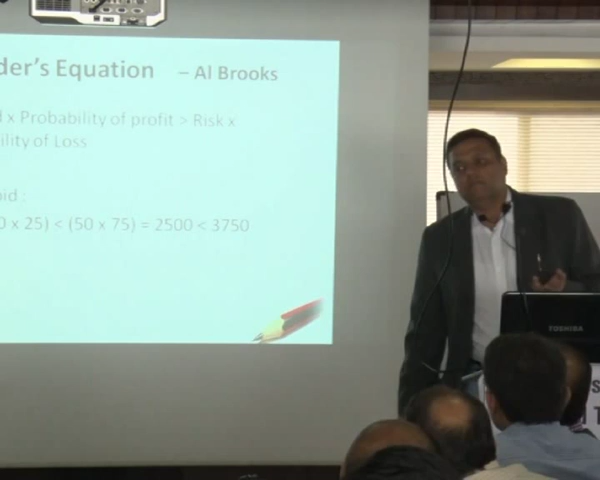 der's Equation – Al Brooks
x Probability of profit > Risk x
ility of Loss
oid :
0 x 25) < (50 x 75) = 2500 < 3750
TOSHIBA
T